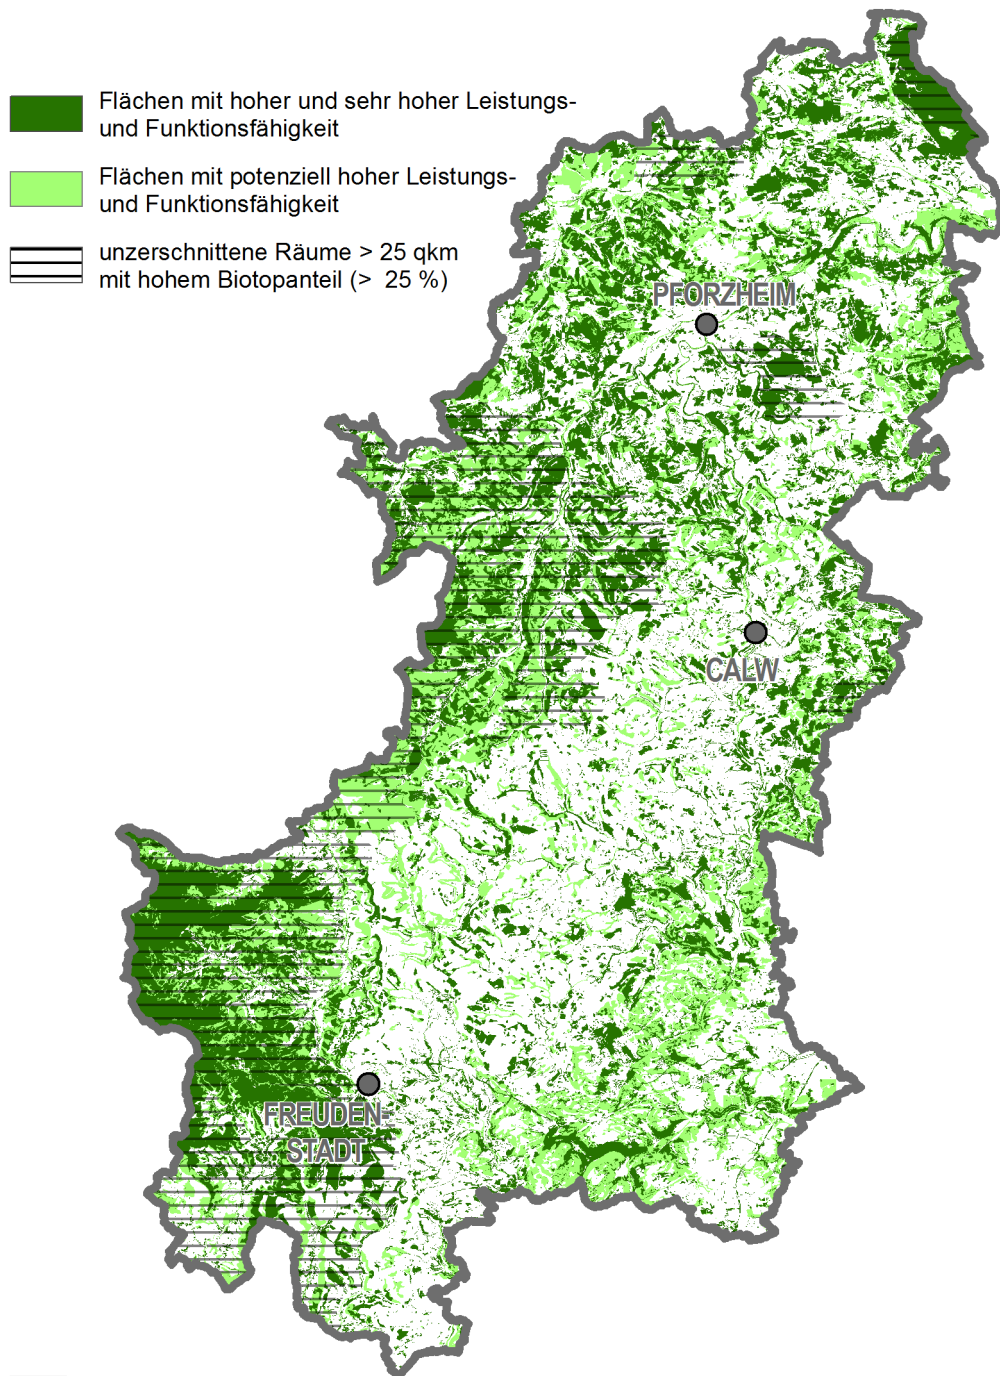 Flächen mit hoher und sehr hoher Leistungs-
und Funktionsfähigkeit
Flächen mit potenziell hoher Leistungs-
und Funktionsfähigkeit
unzerschnittene Räume > 25 qkm
mit hohem Biotopanteil (> 25 %)
PFORZHEIM
CALW
FREUDEN-
STADT